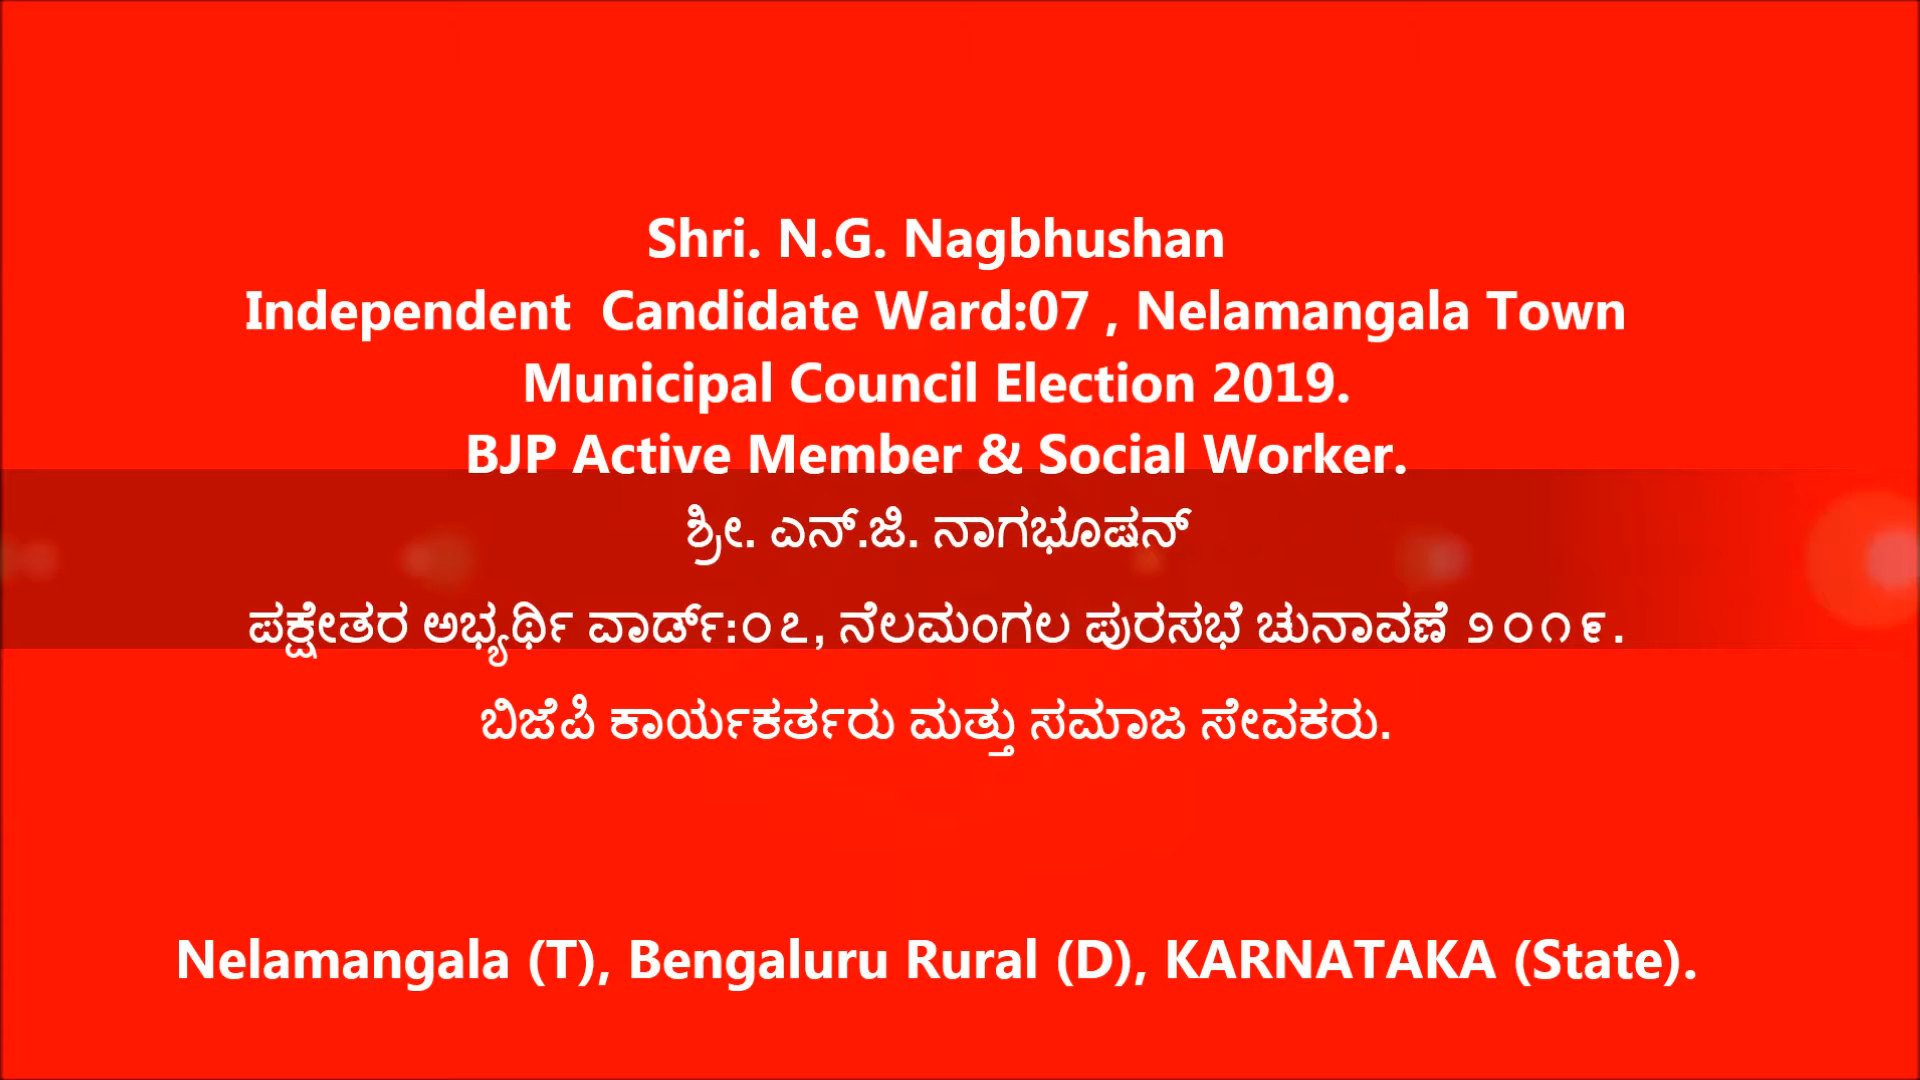 Shri. N.G. Nagbhushan
Independent  Candidate Ward:07 , Nelamangala Town
Municipal Council Election 2019.
BJP Active Member & Social Worker.
ಶ್ರೀ. ಎನ್.ಜಿ. ನಾಗಭೂಷನ್
ಪಕ್ಷೇತರ ಅಭ್ಯರ್ಥಿ ವಾರ್ಡ್:೦೭, ನೆಲಮಂಗಲ ಪುರಸಭೆ ಚುನಾವಣೆ ೨೦೧೯.
ಬಿಜೆಪಿ ಕಾರ್ಯಕರ್ತರು ಮತ್ತು ಸಮಾಜ ಸೇವಕರು.
Nelamangala (T), Bengaluru Rural (D), KARNATAKA (State).